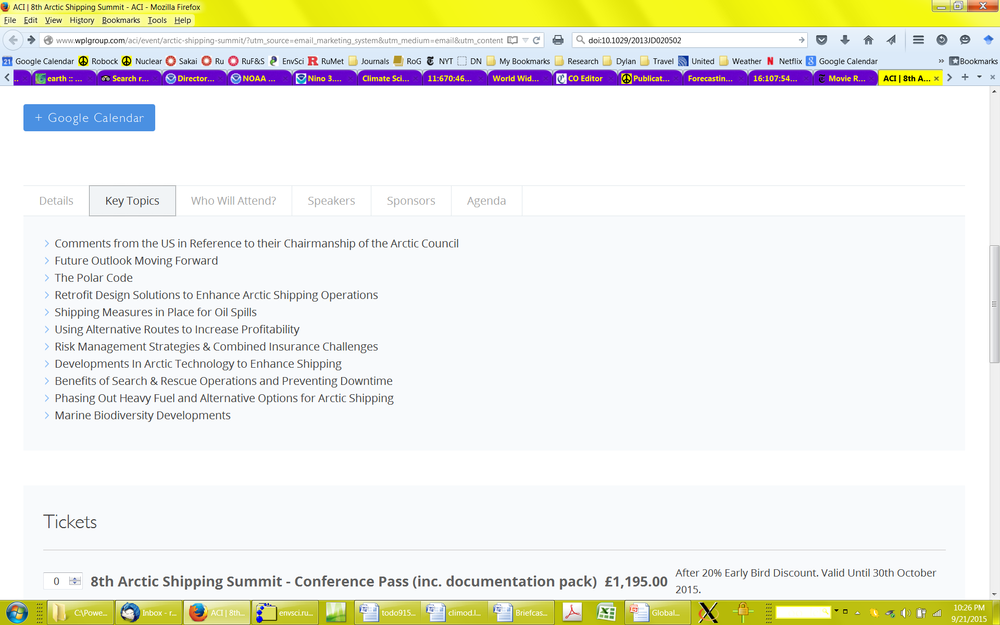 ACI | 8th Arctic Shipping Summit - ACI - Mozilla Firefox
File Edit View History Bookmarks Tools Help
www.wplgroup.com/aci/event/arctic-shipping-summit/?utm_source=email_marketing_system&utm_medium=email&utm_content
doi:10.1029/2013JD020502
21 Google Calendar Robock Nuclear Sakai Ru RuF&S EnvSci R RuMet Journals RoG NYT DN My Bookmarks Research Dylan Travel United Weather N Netflix 8 Google Calendar » Bookmarks
.. earth :: ... Search r... Director... NOAA ... Nino 3.... Climate Sci... 11:670:46... World Wid... CO Editor Publicat... Forecastin... 16:107:54... Movie R... ACI | 8th A...
+ Google Calendar
Details Key Topics Who Will Attend? Speakers Sponsors Agenda
Comments from the US in Reference to their Chairmanship of the Arctic Council
Future Outlook Moving Forward
The Polar Code
Retrofit Design Solutions to Enhance Arctic Shipping Operations
Shipping Measures in Place for Oil Spills
Using Alternative Routes to Increase Profitability
Risk Management Strategies & Combined Insurance Challenges
Developments In Arctic Technology to Enhance Shipping
Benefits of Search & Rescue Operations and Preventing Downtime
Phasing Out Heavy Fuel and Alternative Options for Arctic Shipping
Marine Biodiversity Developments
Tickets
0 8th Arctic Shipping Summit - Conference Pass (inc. documentation pack) £1,195.00 After 20% Early Bird Discount. Valid Until 30th October
2015.
C:\Powe... Inbox - r... ACI | 8th... envsci.ru... todo915... climod.l... Briefcas... Global... 10:26 PM
9/21/2015